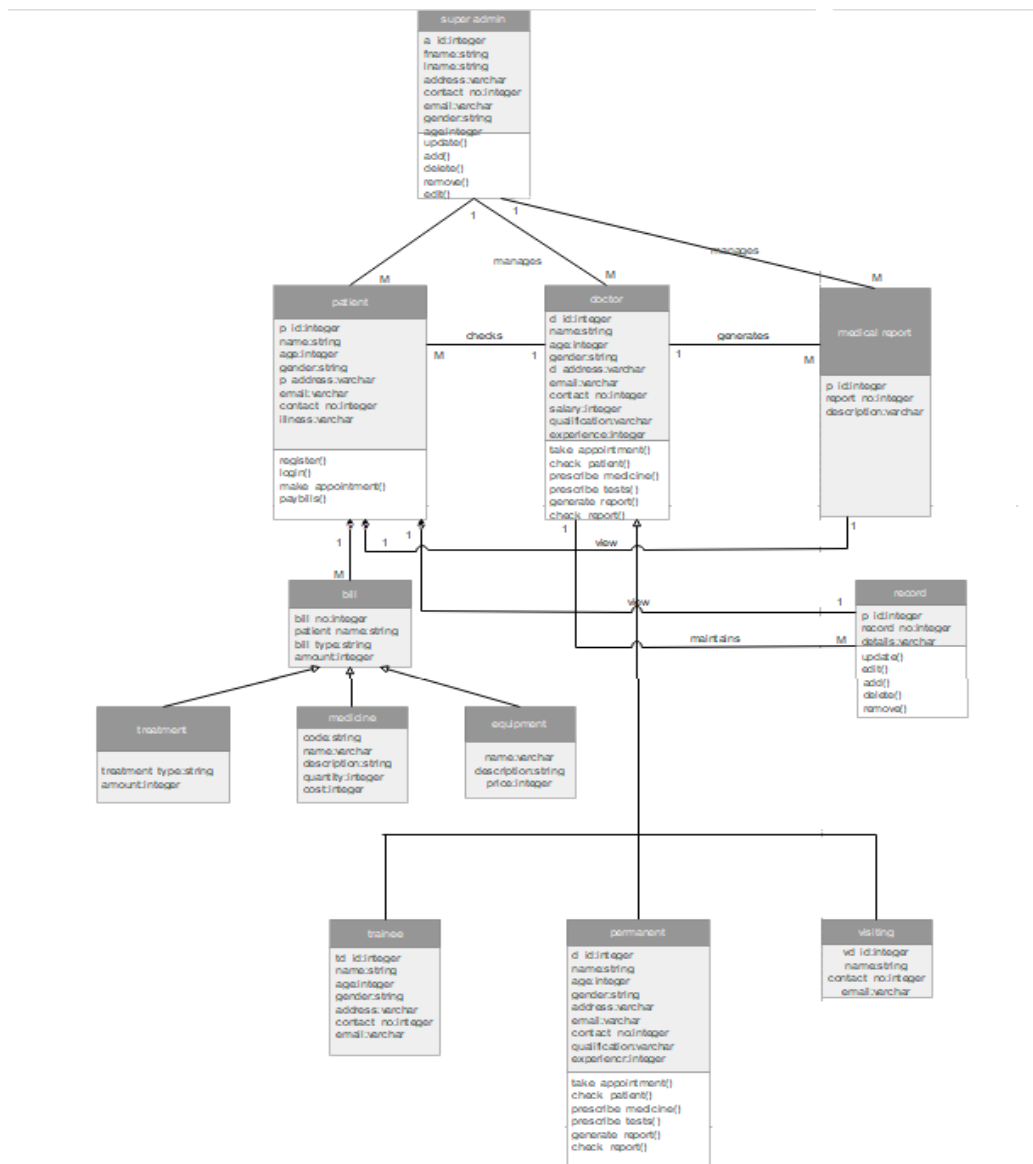 super admin
a id:integer
fname:string
lname:string
address:varchar
contact no:integer
email:varchar
gender:string
age:integer
update()
add()
delete()
remove()
edit()
1
1
manages
manages
M
M
M
patient
p id:integer
name:string
age:integer
gender:string
p address:varchar
email:varchar
contact no:integer
illness:varchar
register()
login()
make appointment()
paybills()
checks
M
1
doctor
d id:integer
name:string
age:integer
gender:string
d address:varchar
email:varchar
contact no:integer
salary:integer
qualification:varchar
experience:integer
take appointment()
check patient()
prescribe medicine()
prescribe tests()
generate report()
check report()
generates
1
M
medical report
p id:integer
report no:integer
description:varchar
1
1
1
1
1
view
M
bill
bill no:integer
patient name:string
bill type:string
amount:integer
view
1
maintains
M
record
p id:integer
record no:integer
details:varchar
update()
edit()
add()
delete()
remove()
treatment
treatment type:string
amount:integer
medicine
code:string
name:varchar
description:string
quantity:integer
cost:integer
equipment
name:varchar
description:string
price:integer
trainee
td id:integer
name:string
age:integer
gender:string
address:varchar
contact no:integer
email:varchar
permanent
d id:integer
name:string
age:integer
gender:string
address:varchar
email:varchar
contact no:integer
qualification:varchar
experiencr:integer
take appointment()
check patient()
prescribe medicine()
prescribe tests()
generate report()
check report()
visiting
vd id:integer
name:string
contact no:integer
email:varchar